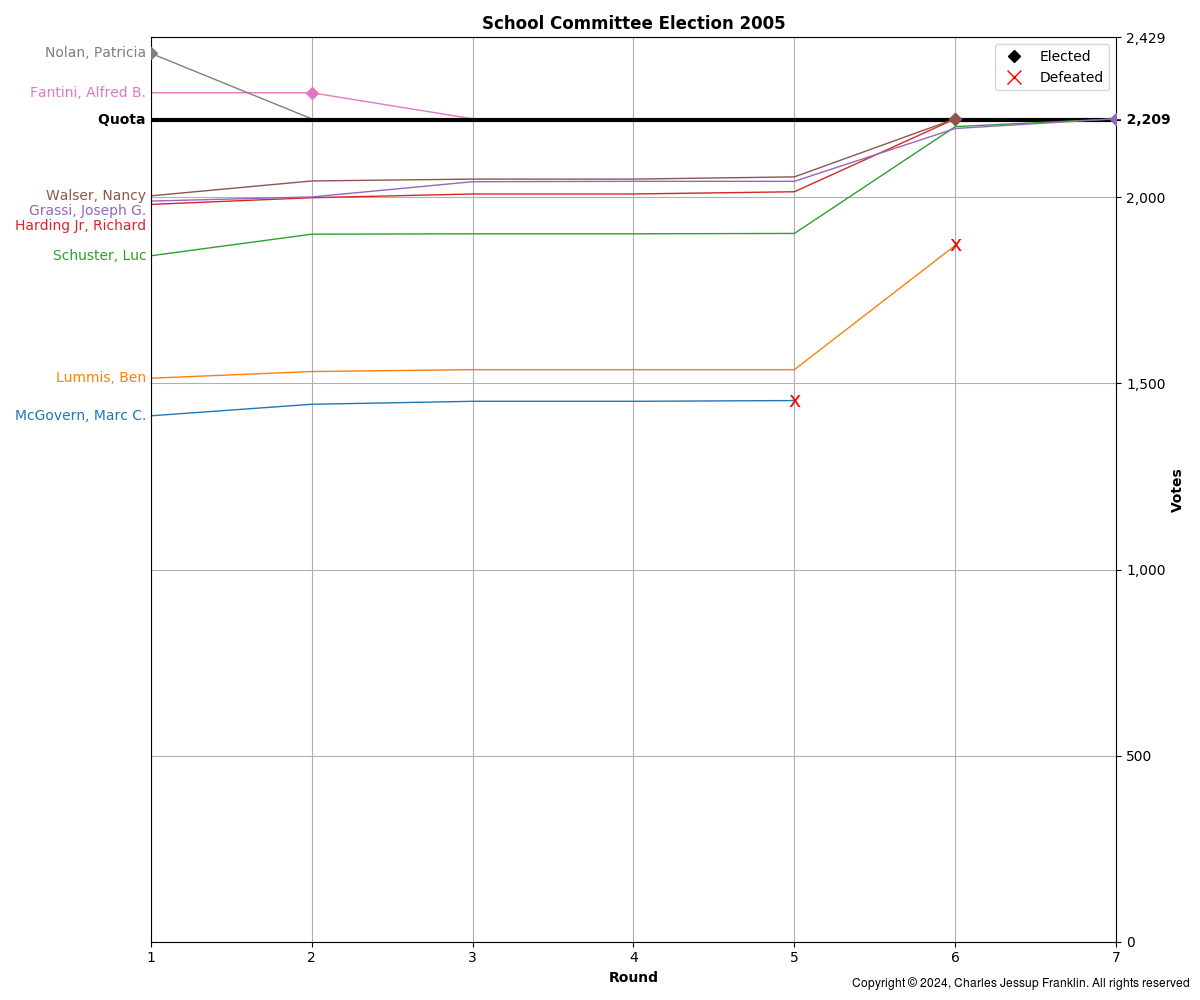 School Committee Election 2005
Nolan, Patricia
Fantini, Alfred B.
Quota
Walser, Nancy
Grassi, Joseph G.
Harding Jr, Richard
Schuster, Luc
Lummis, Ben
McGovern, Marc C.
Elected
Defeated
2,429
2,209
2,000
1,500
1,000
500
0
Votes
1 2 3 4 5 6 7
Round
Copyright © 2024, Charles Jessup Franklin. All rights reserved